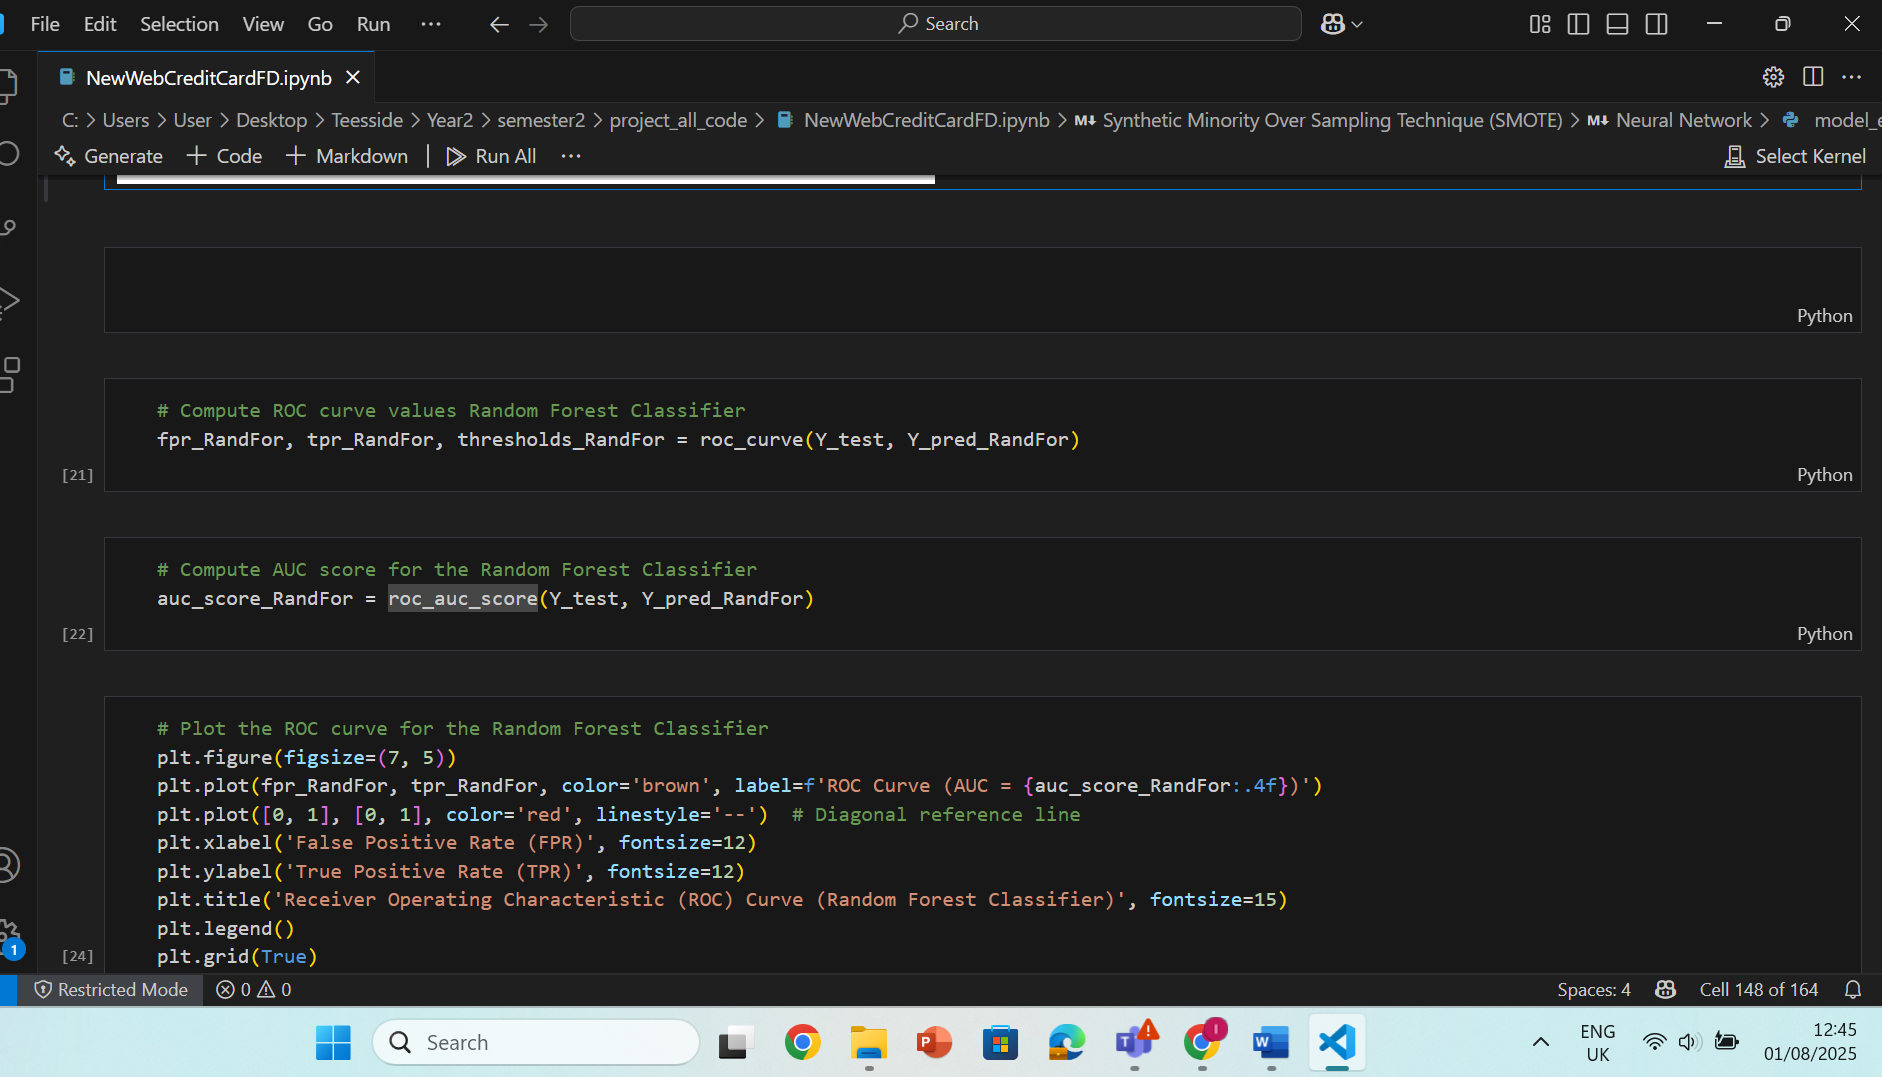 File Edit Selection View Go Run ···
Search
NewWebCreditCardFD.ipynb
C: > Users > User > Desktop > Teesside > Year2 > semester2 > project_all_code > NewWebCreditCardFD.ipynb > M↓ Synthetic Minority Over Sampling Technique (SMOTE) > M↓ Neural Network > model_e
Generate + Code + Markdown | Run All ···
Select Kernel
Python
# Compute ROC curve values Random Forest Classifier
fpr_RandFor, tpr_RandFor, thresholds_RandFor = roc_curve(Y_test, Y_pred_RandFor)
[21]
Python
# Compute AUC score for the Random Forest Classifier
auc_score_RandFor = roc_auc_score(Y_test, Y_pred_RandFor)
[22]
Python
# Plot the ROC curve for the Random Forest Classifier
plt.figure(figsize=(7, 5))
plt.plot(fpr_RandFor, tpr_RandFor, color='brown', label=f'ROC Curve (AUC = {auc_score_RandFor:.4f})')
plt.plot([0, 1], [0, 1], color='red', linestyle='--')  # Diagonal reference line
plt.xlabel('False Positive Rate (FPR)', fontsize=12)
plt.ylabel('True Positive Rate (TPR)', fontsize=12)
plt.title('Receiver Operating Characteristic (ROC) Curve (Random Forest Classifier)', fontsize=15)
plt.legend()
plt.grid(True)
[24]
1
Restricted Mode 0 0
Spaces: 4 Cell 148 of 164
Search
P
T
I
W
ENG
UK
12:45
01/08/2025